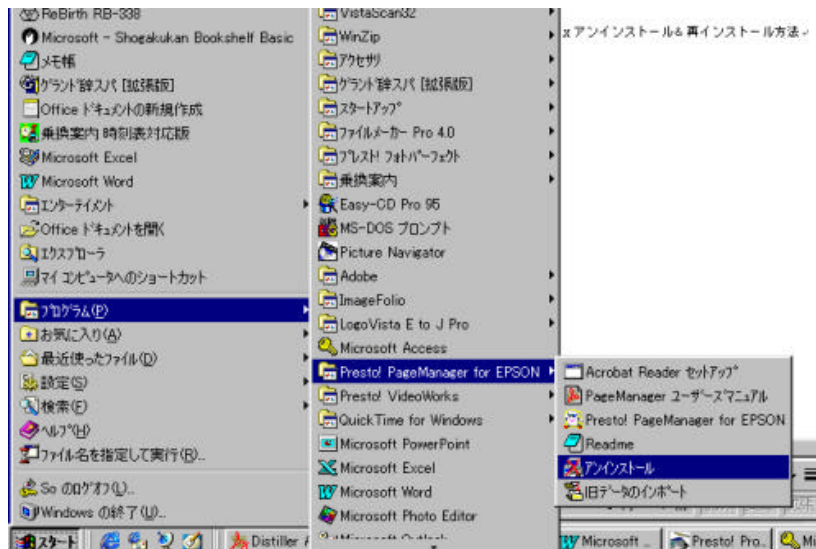 ReBirth RB-338
Microsoft - Shogakukan Bookshelf Basic
メモ帳
グランド辞スパ [拡張版]
Office ドキュメントの新規作成
乗換案内 時刻表対応版
Microsoft Excel
Microsoft Word
エンターテイメント
Office ドキュメントを開く
エクスプローラ
マイ コンピュータへのショートカット
プログラム(P)
お気に入り(A)
最近使ったファイル(D)
設定(S)
検索(F)
ヘルプ(H)
ファイル名を指定して実行(R)...
So のログオフ(L)...
Windows の終了(U)...
VistaScan32
WinZip
アクセサリ
グランド辞スパ [拡張版]
スタートアップ
ファイルメーカー Pro 4.0
プレスト! フォトパーフェクト
乗換案内
Easy-CD Pro 95
MS-DOS プロンプト
Picture Navigator
Adobe
ImageFolio
LogoVista E to J Pro
Microsoft Access
Presto! PageManager for EPSON
Presto! VideoWorks
QuickTime for Windows
Microsoft PowerPoint
Microsoft Excel
Microsoft Word
Microsoft Photo Editor
Microsoft Outlook
x アンインストール& 再インストール方法
Acrobat Reader セットアップ
PageManager ユーザーズマニュアル
Presto! PageManager for EPSON
Readme
アンインストール
旧データのインポート
スタート
Distiller
Microsoft ...
Presto! Pro...
Mi